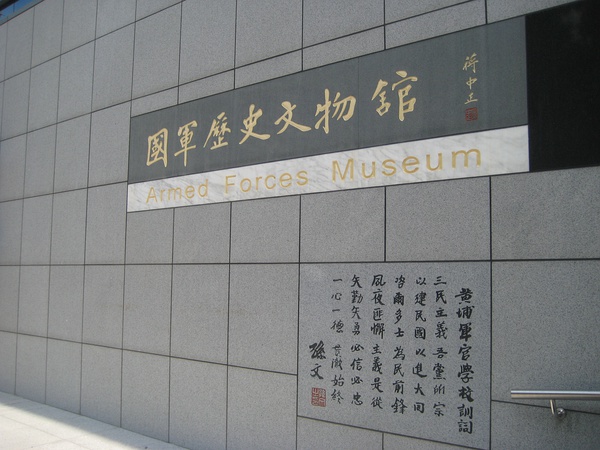 國軍歷史文物館
蔣中正
Armed Forces Museum
黃埔軍官學校訓詞
三民主義吾黨所宗
以建民國以進大同
咨爾多士為民前鋒
夙夜匪懈主義是從
矢勤矢勇必信必忠
一心一德貫徹始終
孫文